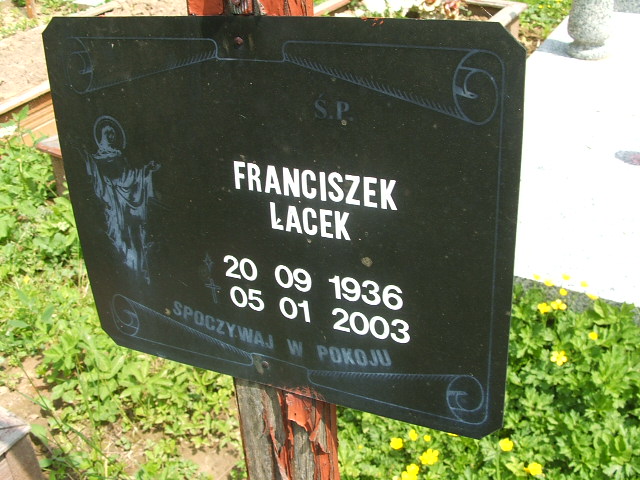 Ś.P.
FRANCISZEK
ŁACEK
20 09 1936
05 01 2003
SPOCZYWAJ W POKOJU